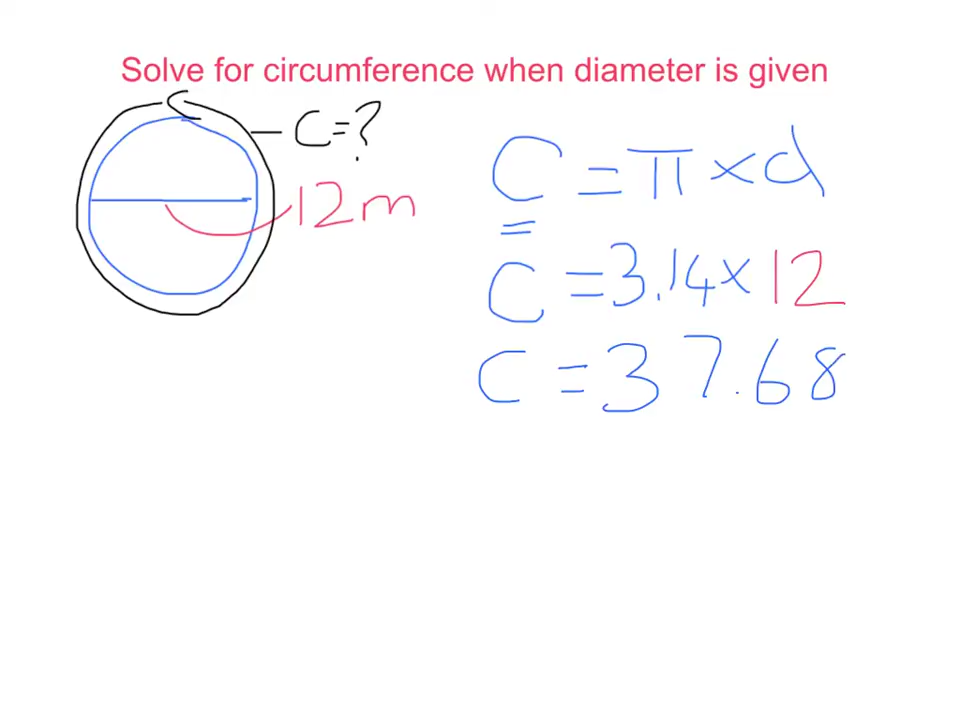 Solve for circumference when diameter is given
C=?
12m
C = π × d
C = 3.14 × 12
C = 37.68